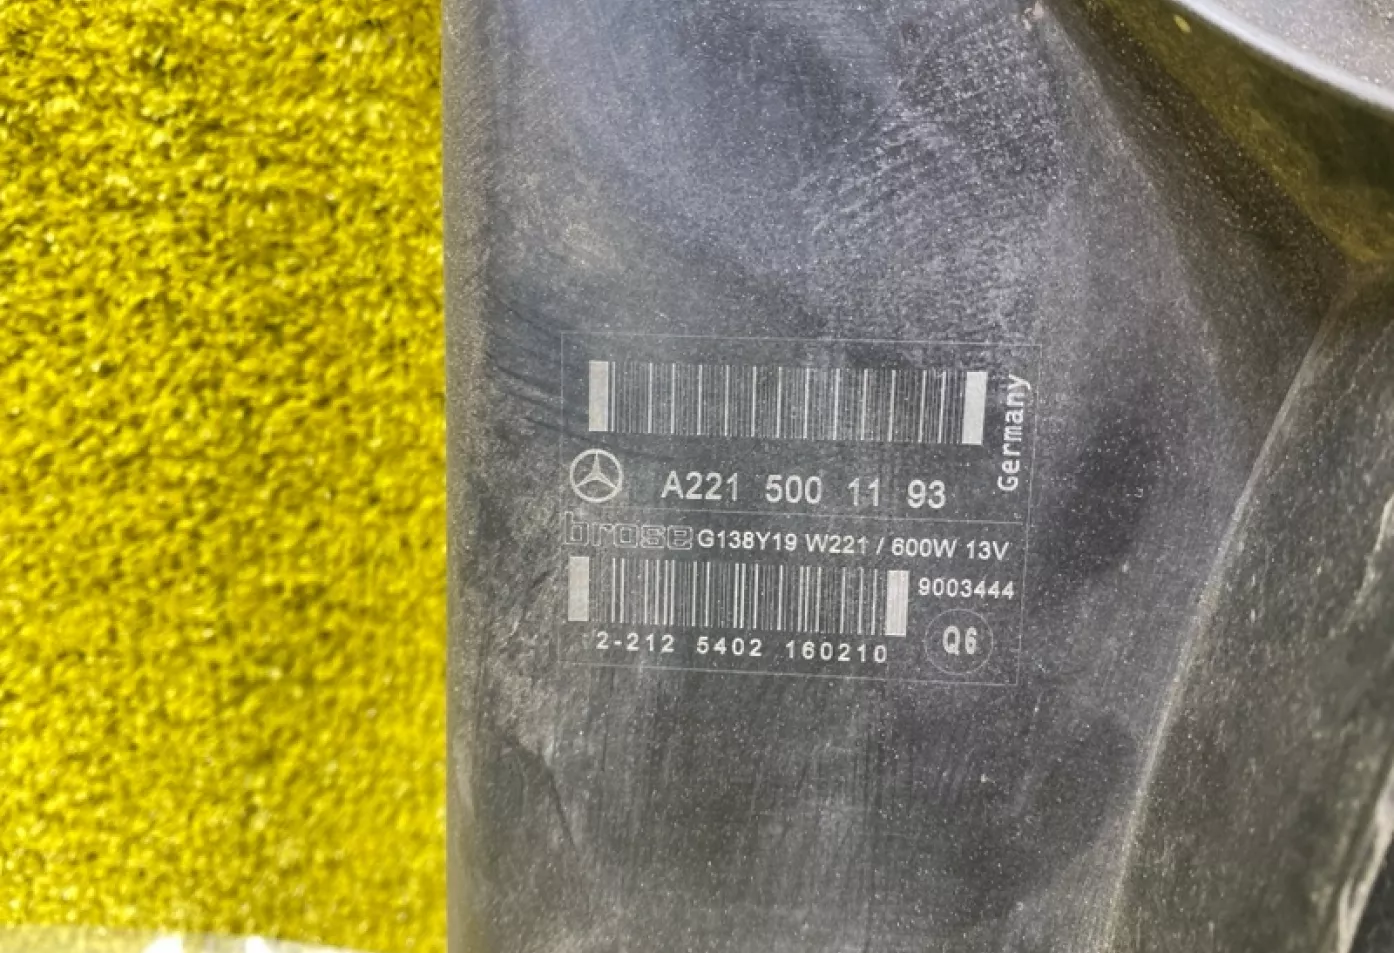 A221 500 11 93
Germany
brose G138Y19 W221 / 600W 13V
9003444
2-212 5402 160210
Q6